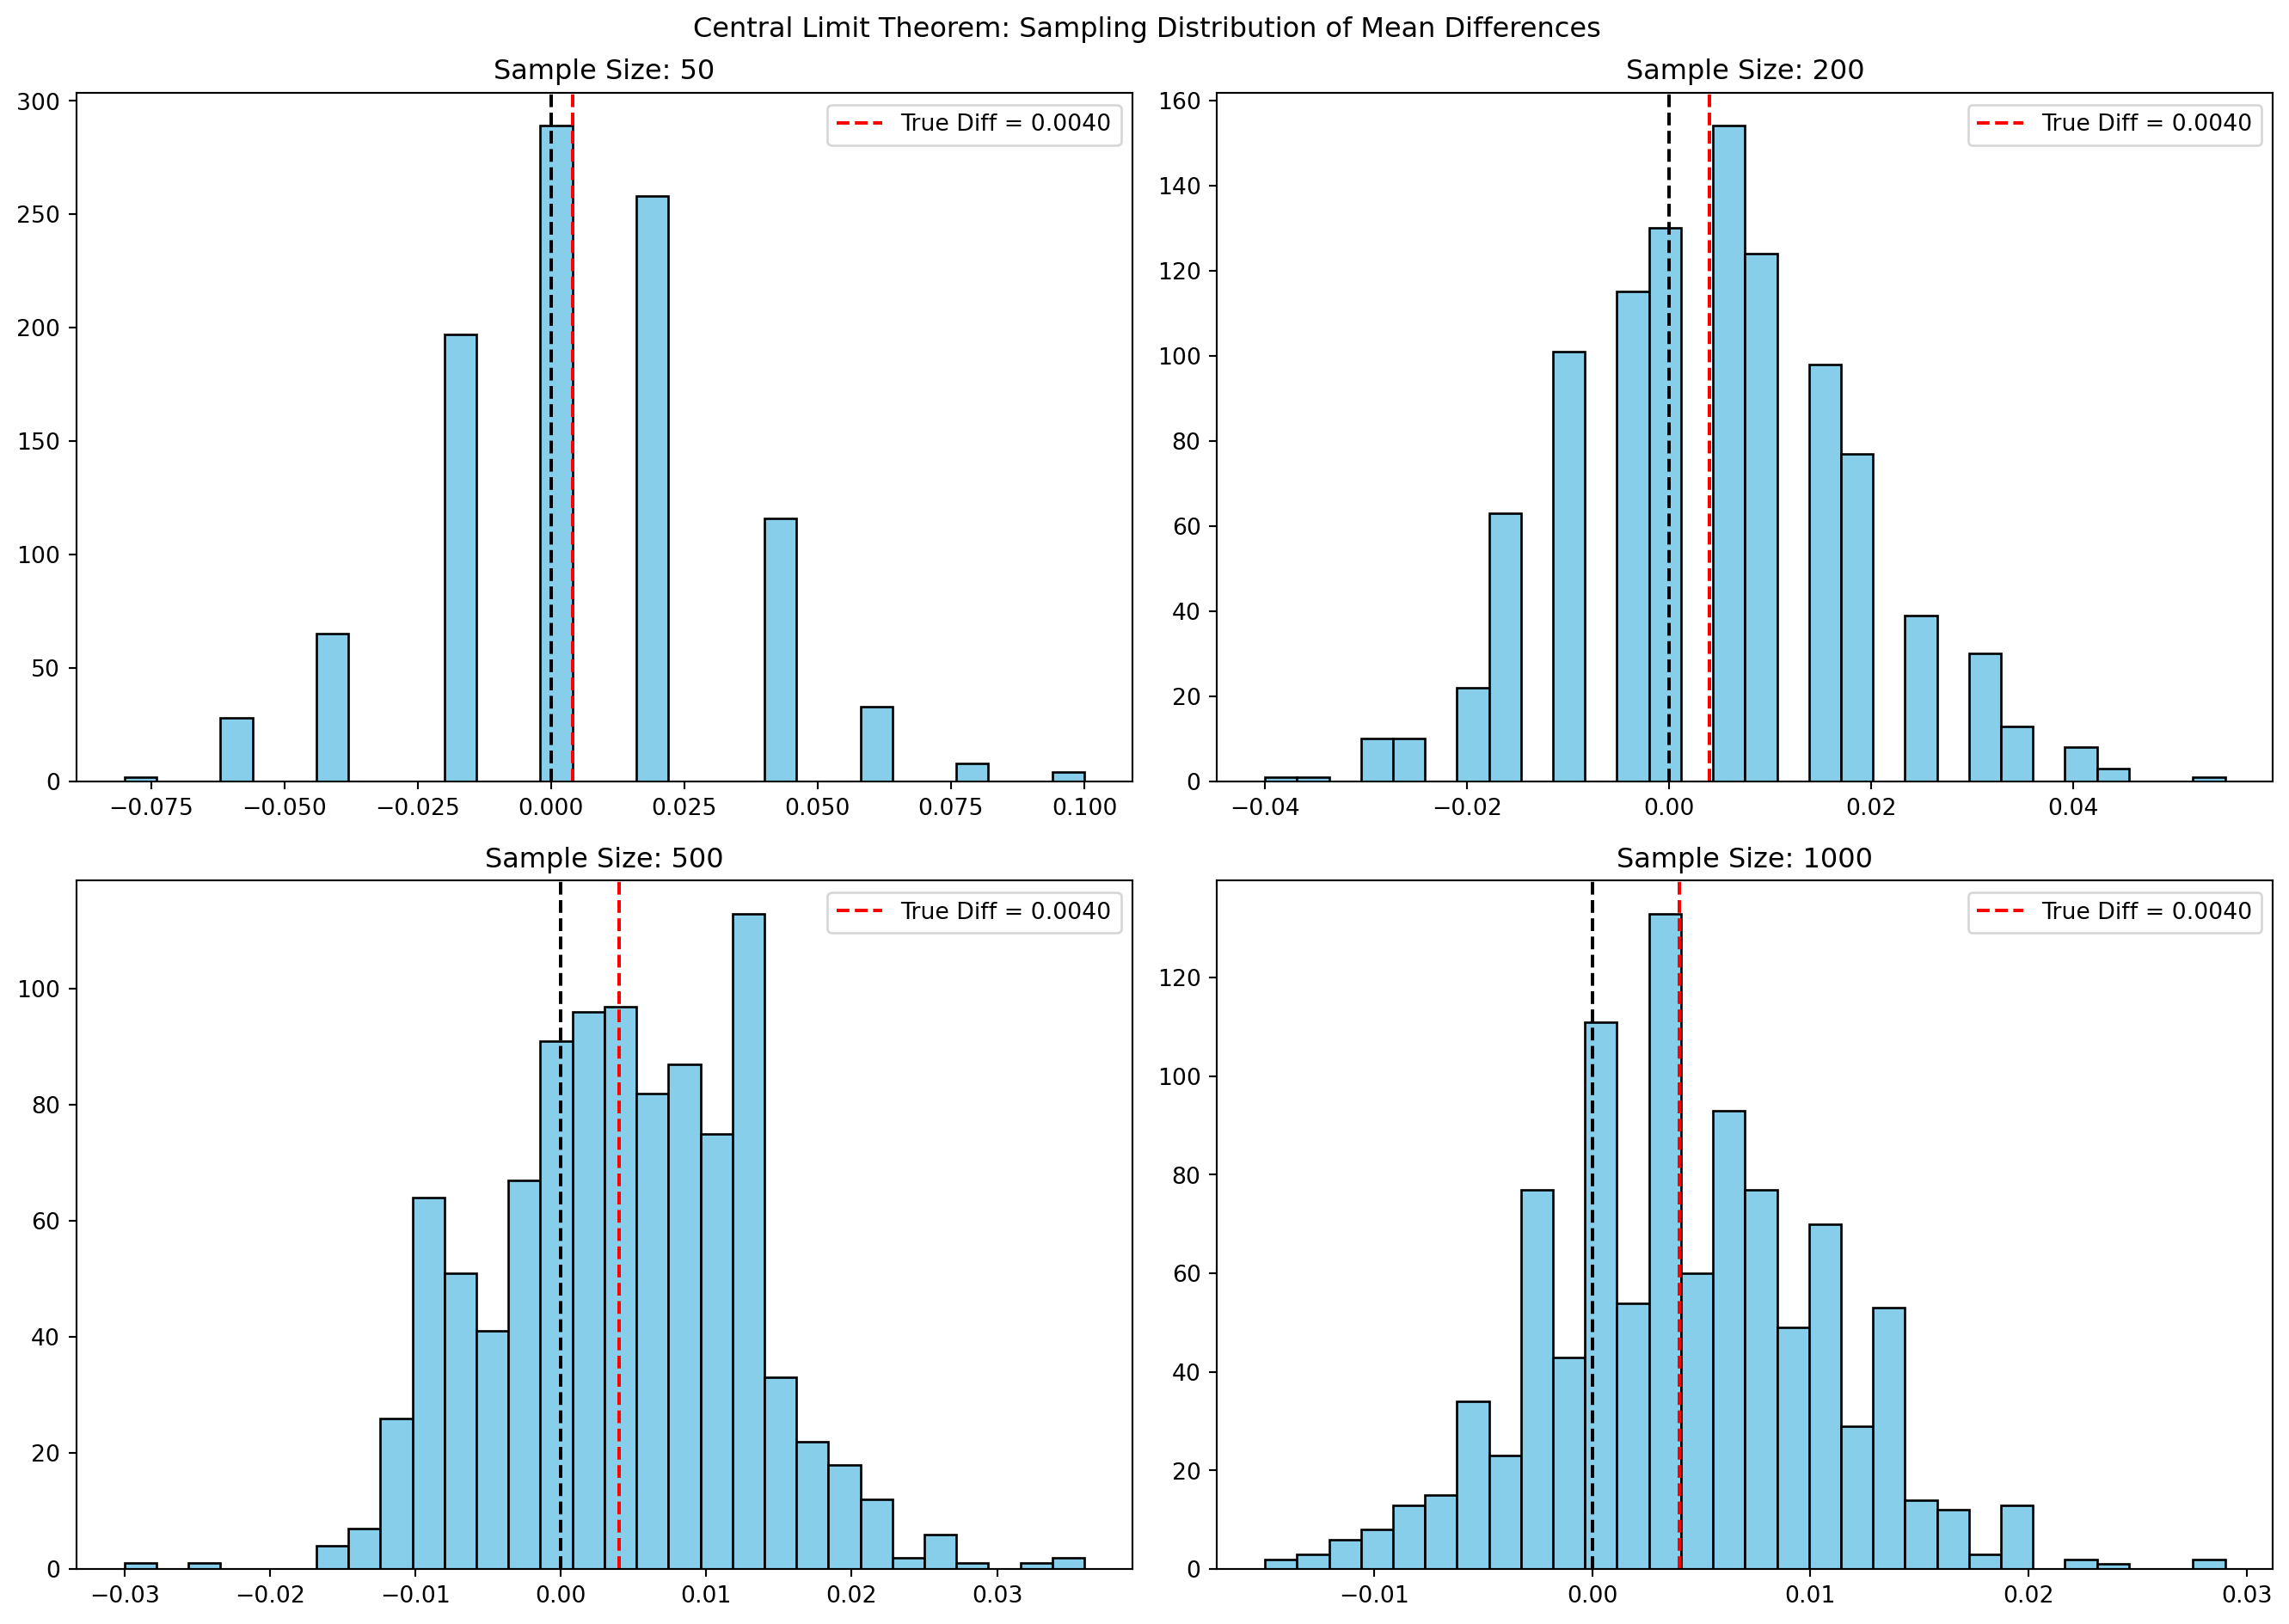 Central Limit Theorem: Sampling Distribution of Mean Differences
Sample Size: 50
True Diff = 0.0040
300
250
200
150
100
50
0
−0.075 −0.050 −0.025 0.000 0.025 0.050 0.075 0.100
Sample Size: 200
True Diff = 0.0040
160
140
120
100
80
60
40
20
0
−0.04 −0.02 0.00 0.02 0.04
Sample Size: 500
True Diff = 0.0040
100
80
60
40
20
0
−0.03 −0.02 −0.01 0.00 0.01 0.02 0.03
Sample Size: 1000
True Diff = 0.0040
120
100
80
60
40
20
0
−0.01 0.00 0.01 0.02 0.03